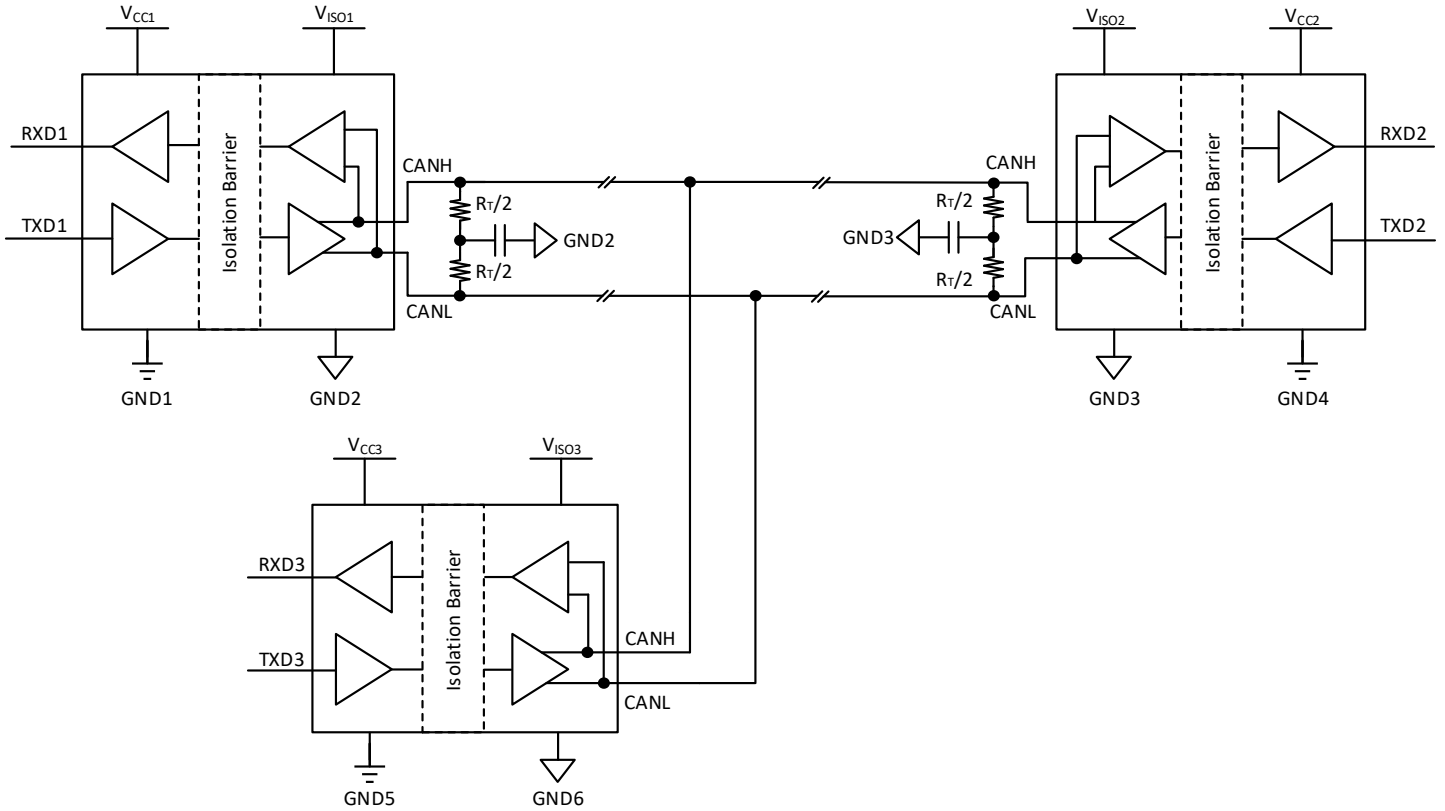 VCC1
VISO1
RXD1
TXD1
Isolation Barrier
GND1
GND2
CANH
CANL
RT/2
RT/2
GND2
VISO2
VCC2
CANH
CANL
RT/2
RT/2
GND3
Isolation Barrier
RXD2
TXD2
GND3
GND4
VCC3
VISO3
RXD3
TXD3
Isolation Barrier
CANH
CANL
GND5
GND6